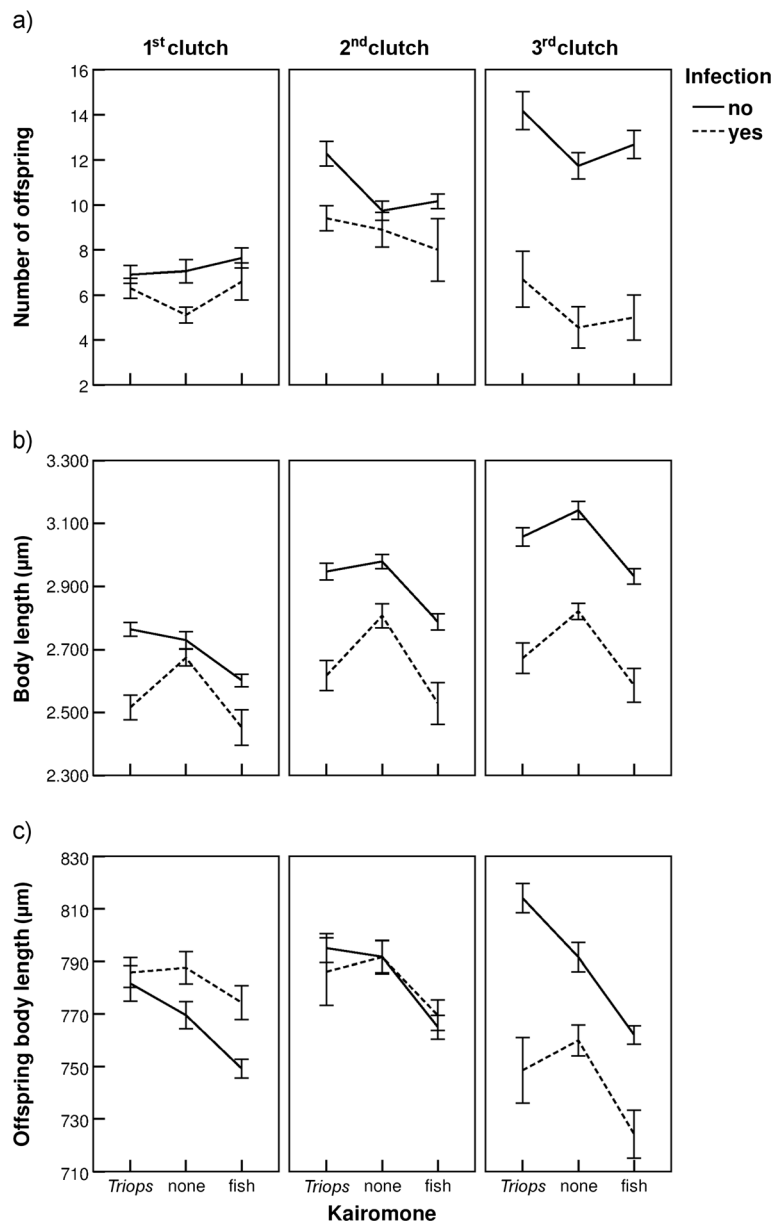 a)
1st clutch 2nd clutch 3rd clutch
Infection
no
yes
Number of offspring
16
14
12
10
8
6
4
2
b)
Body length (µm)
3.300
3.100
2.900
2.700
2.500
2.300
c)
Offspring body length (µm)
830
810
790
770
750
730
710
Triops none fish Triops none fish Triops none fish
Kairomone